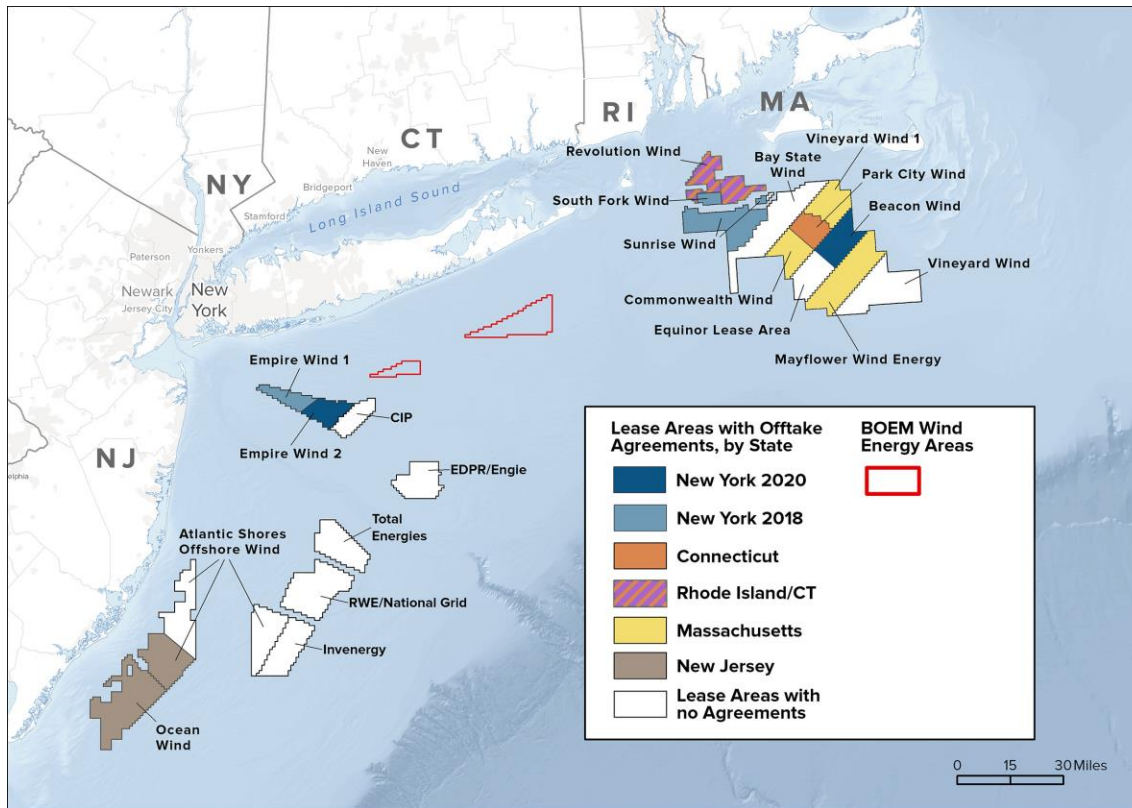 MA
RI
CT
NY
NJ
New
Haven
Bridgeport
Stamford
Long Island Sound
Yonkers
Paterson
Newark
Jersey City
New
York
Revolution Wind
South Fork Wind
Sunrise Wind
Bay State
Wind
Vineyard Wind 1
Park City Wind
Beacon Wind
Vineyard Wind
Commonwealth Wind
Equinor Lease Area
Mayflower Wind Energy
Empire Wind 1
Empire Wind 2
CIP
EDPR/Engie
Total
Energies
Atlantic Shores
Offshore Wind
RWE/National Grid
Invenergy
Ocean
Wind
Lease Areas with Offtake
Agreements, by State
New York 2020
New York 2018
Connecticut
Rhode Island/CT
Massachusetts
New Jersey
Lease Areas with
no Agreements
BOEM Wind
Energy Areas
0 15 30 Miles